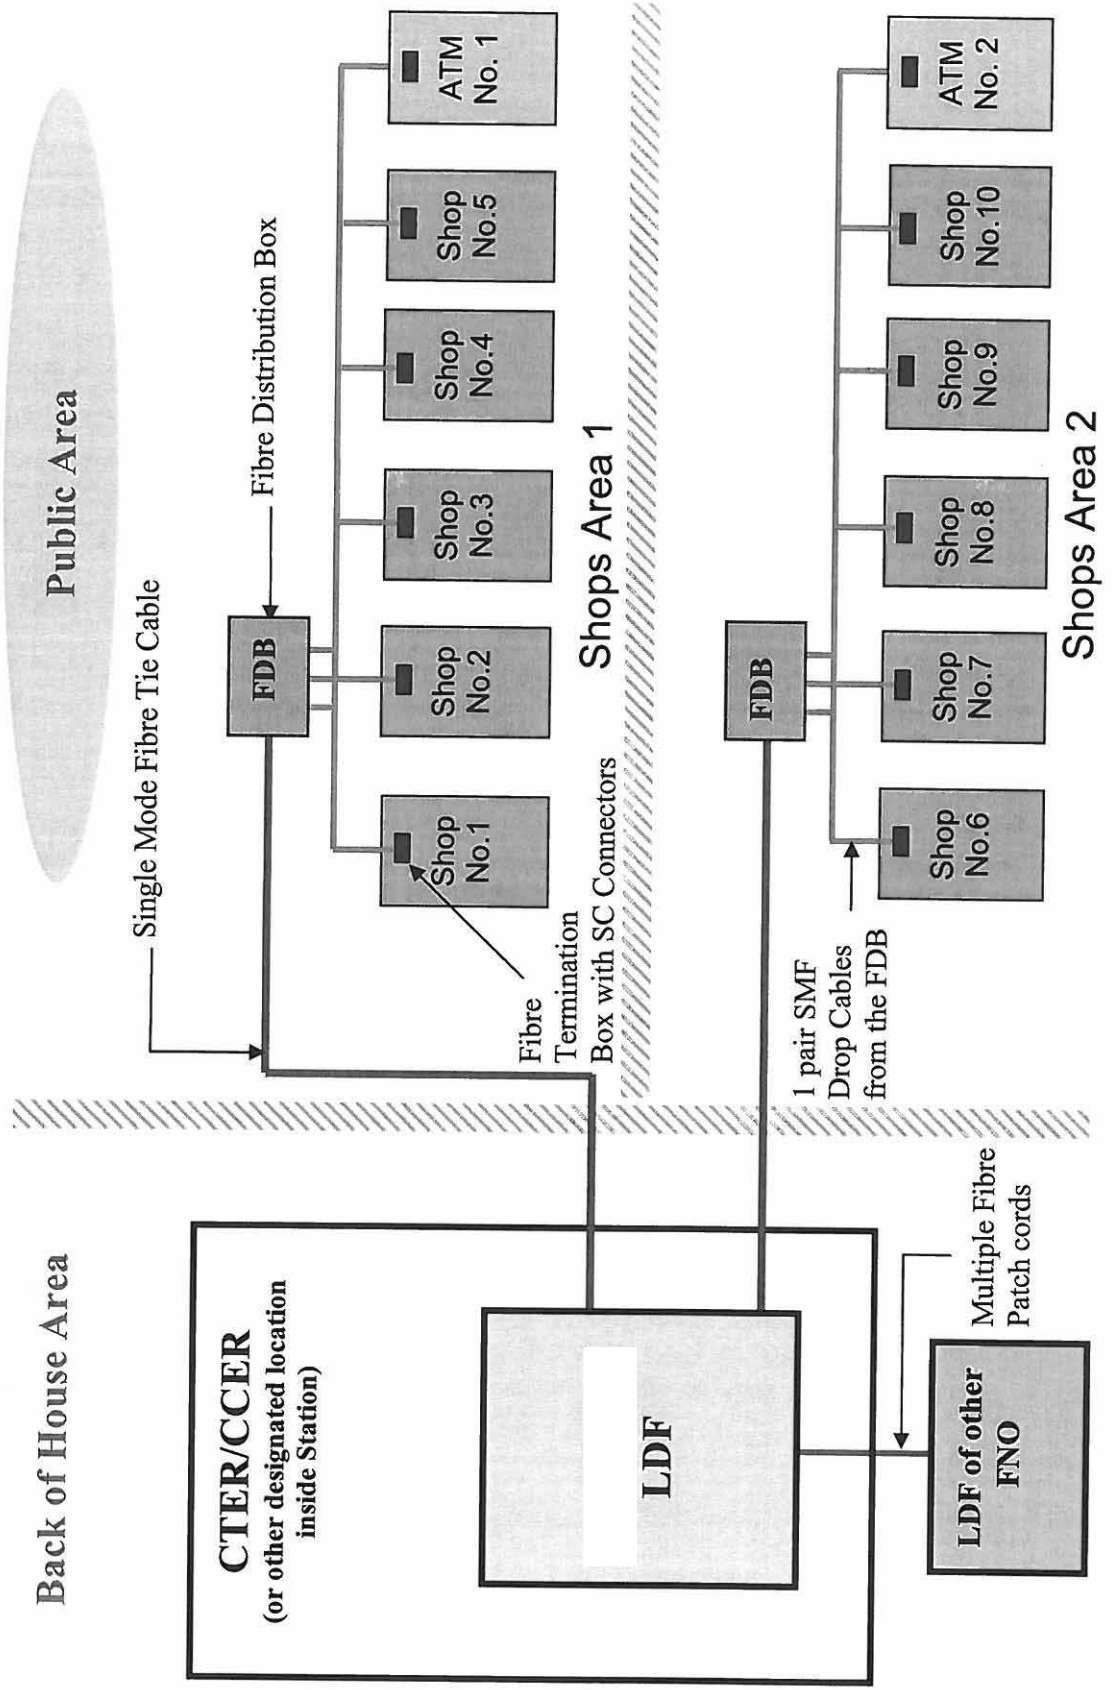 Back of House Area
Public Area
CTER/CCER
(or other designated location
inside Station)
LDF
LDF of other
FNO
Multiple Fibre
Patch cords
Single Mode Fibre Tie Cable
FDB
Fibre Distribution Box
Shop
No.1
Shop
No.2
Shop
No.3
Shop
No.4
Shop
No.5
ATM
No. 1
Fibre
Termination
Box with SC Connectors
Shops Area 1
FDB
1 pair SMF
Drop Cables
from the FDB
Shop
No.6
Shop
No.7
Shop
No.8
Shop
No.9
Shop
No.10
ATM
No. 2
Shops Area 2